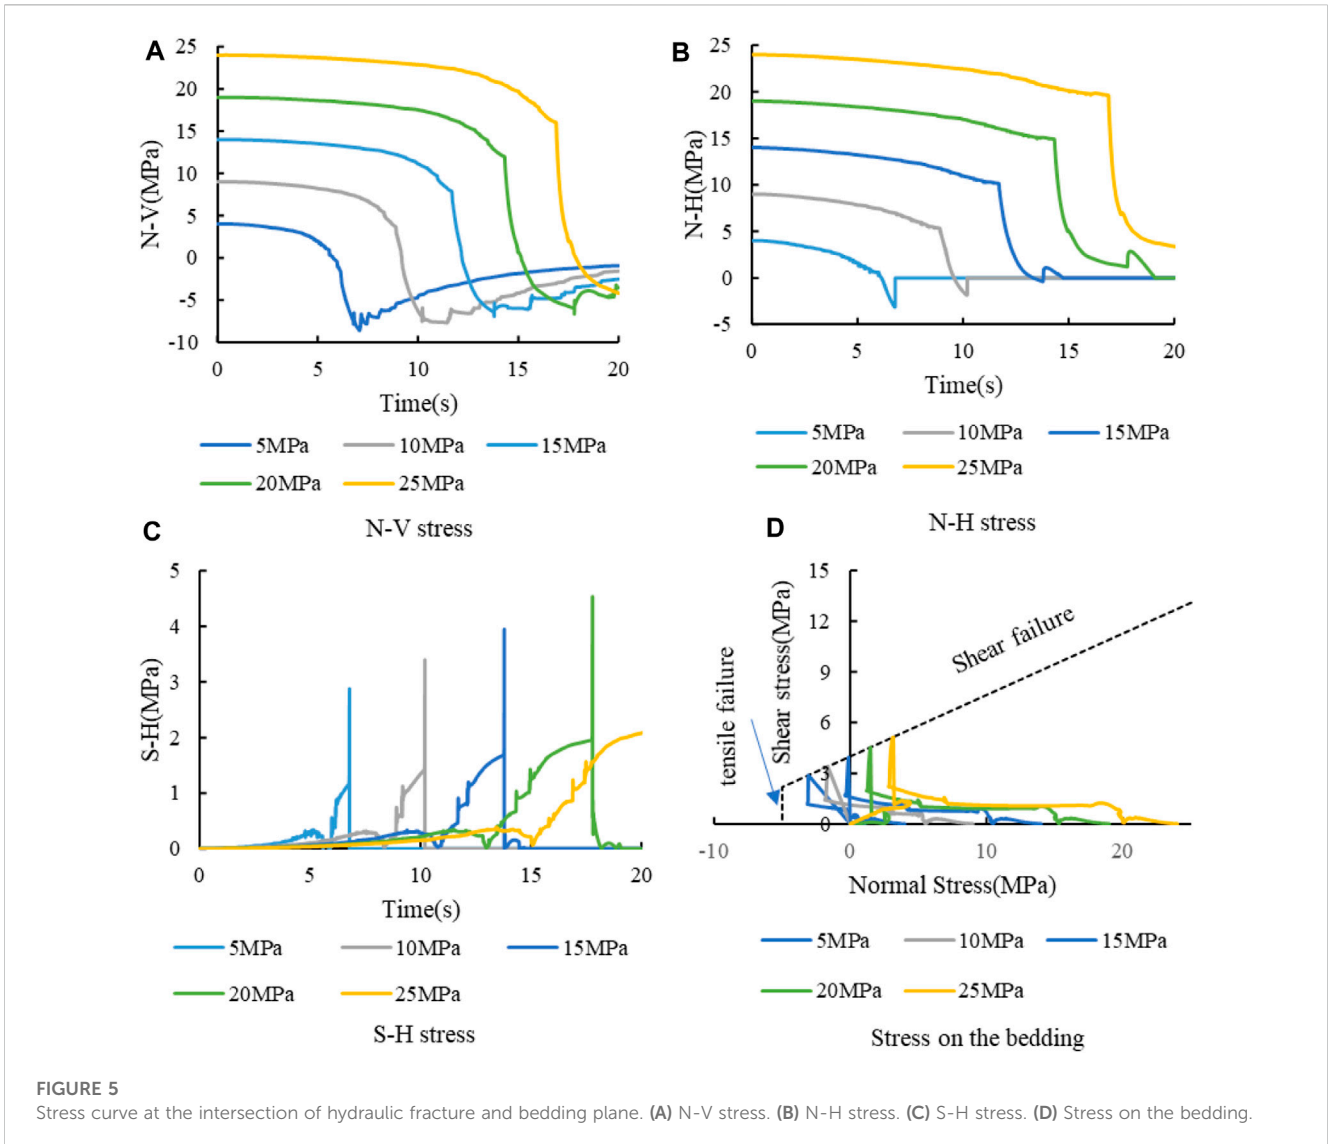 A
25
20
15
10
5
0
-5
-10
N-V(MPa)
0 5 10 15 20
Time(s)
5MPa 10MPa 15MPa
20MPa 25MPa
N-V stress
B
25
20
15
10
5
0
-5
N-H(MPa)
0 5 10 15 20
Time(s)
5MPa 10MPa 15MPa
20MPa 25MPa
N-H stress
C
5
4
3
2
1
0
S-H(MPa)
0 5 10 15 20
Time(s)
5MPa 10MPa 15MPa
20MPa 25MPa
S-H stress
D
15
12
9
6
3
0
Shear stress(MPa)
tensile failure
Shear failure
-10 0 10 20
Normal Stress(MPa)
5MPa 10MPa 15MPa
20MPa 25MPa
Stress on the bedding
FIGURE 5
Stress curve at the intersection of hydraulic fracture and bedding plane. (A) N-V stress. (B) N-H stress. (C) S-H stress. (D) Stress on the bedding.